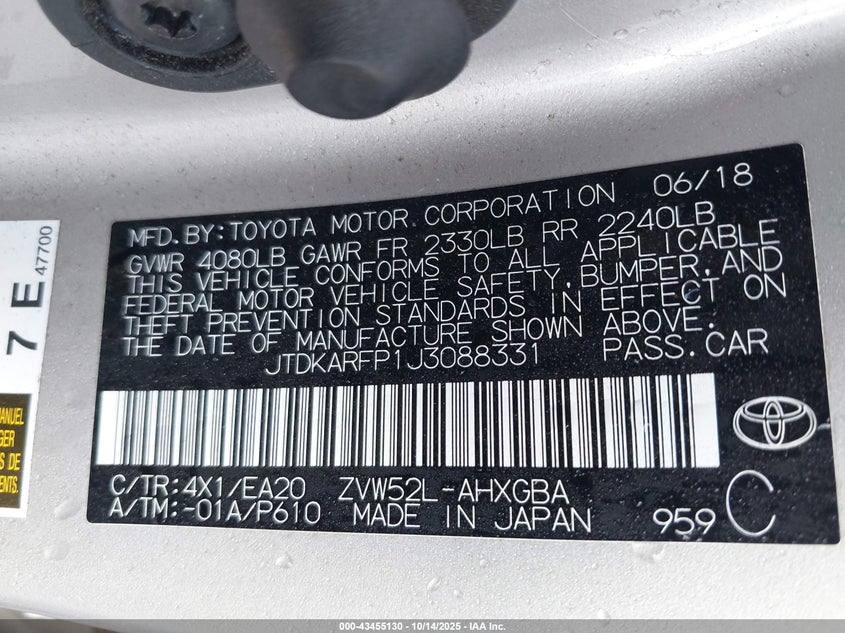 MFD.BY:TOYOTA MOTOR CORPORATION 06/18
GVWR 4080LB GAWR FR 2330LB RR 2240LB
THIS VEHICLE CONFORMS TO ALL APPLICABLE
FEDERAL MOTOR VEHICLE SAFETY,BUMPER,AND
THEFT PREVENTION STANDARDS IN EFFECT ON
THE DATE OF MANUFACTURE SHOWN ABOVE.
JTDKARFP1J3088331 PASS.CAR
C/TR:4X1/EA20 ZVW52L-AHXGBA
A/TM:-01A/P610 MADE IN JAPAN 959 C
7 E 47700
MANUEL
DE
000-43455130 - 10/14/2025 - IAA Inc.